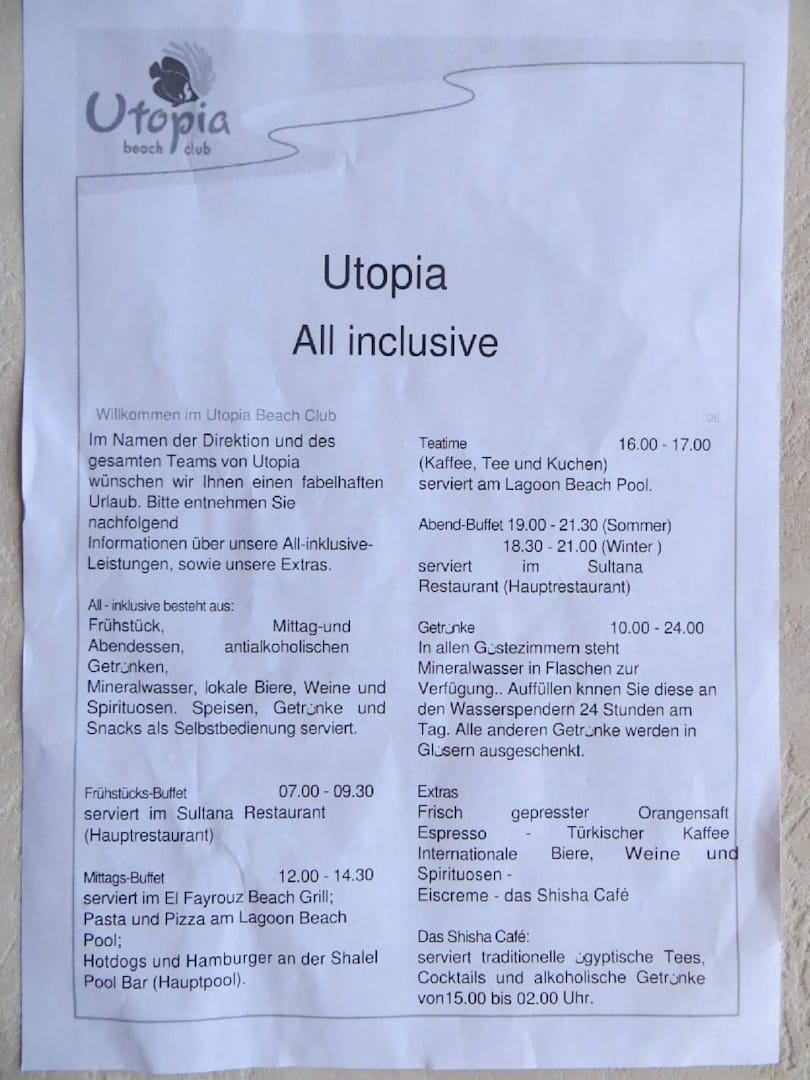 Utopia
beach club
Utopia
All inclusive
Willkommen im Utopia Beach Club
DE
Im Namen der Direktion und des
gesamten Teams von Utopia
wünschen wir Ihnen einen fabelhaften
Urlaub. Bitte entnehmen Sie
nachfolgend
Informationen über unsere All-inklusive-
Leistungen, sowie unsere Extras.
All - inklusive besteht aus:
Frühstück, Mittag-und
Abendessen, antialkoholischen
Getrنnken,
Mineralwasser, lokale Biere, Weine und
Spirituosen. Speisen, Getrنnke und
Snacks als Selbstbedienung serviert.
Frühstücks-Buffet 07.00 - 09.30
serviert im Sultana Restaurant
(Hauptrestaurant)
Mittags-Buffet 12.00 - 14.30
serviert im El Fayrouz Beach Grill;
Pasta und Pizza am Lagoon Beach
Pool;
Hotdogs und Hamburger an der Shalel
Pool Bar (Hauptpool).
Teatime 16.00 - 17.00
(Kaffee, Tee und Kuchen)
serviert am Lagoon Beach Pool.
Abend-Buffet 19.00 - 21.30 (Sommer)
18.30 - 21.00 (Winter )
serviert im Sultana
Restaurant (Hauptrestaurant)
Getrنnke 10.00 - 24.00
In allen Gنstezimmern steht
Mineralwasser in Flaschen zur
Verfügung.. Auffüllen knnen Sie diese an
den Wasserspendern 24 Stunden am
Tag. Alle anderen Getrنnke werden in
Glنsern ausgeschenkt.
Extras
Frisch gepresster Orangensaft
Espresso - Türkischer Kaffee
Internationale Biere, Weine und
Spirituosen -
Eiscreme - das Shisha Café
Das Shisha Café:
serviert traditionelle نgyptische Tees,
Cocktails und alkoholische Getrنnke
von15.00 bis 02.00 Uhr.